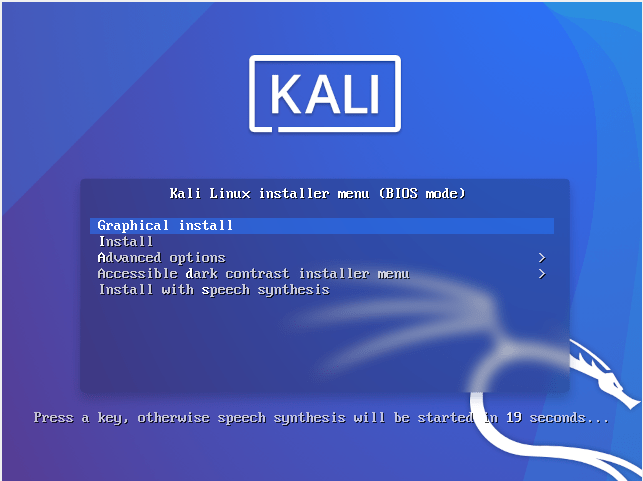 KALI
Kali Linux installer menu (BIOS mode)
Graphical install
Install
Advanced options >
Accessible dark contrast installer menu >
Install with speech synthesis
Press a key, otherwise speech synthesis will be started in 19 seconds...